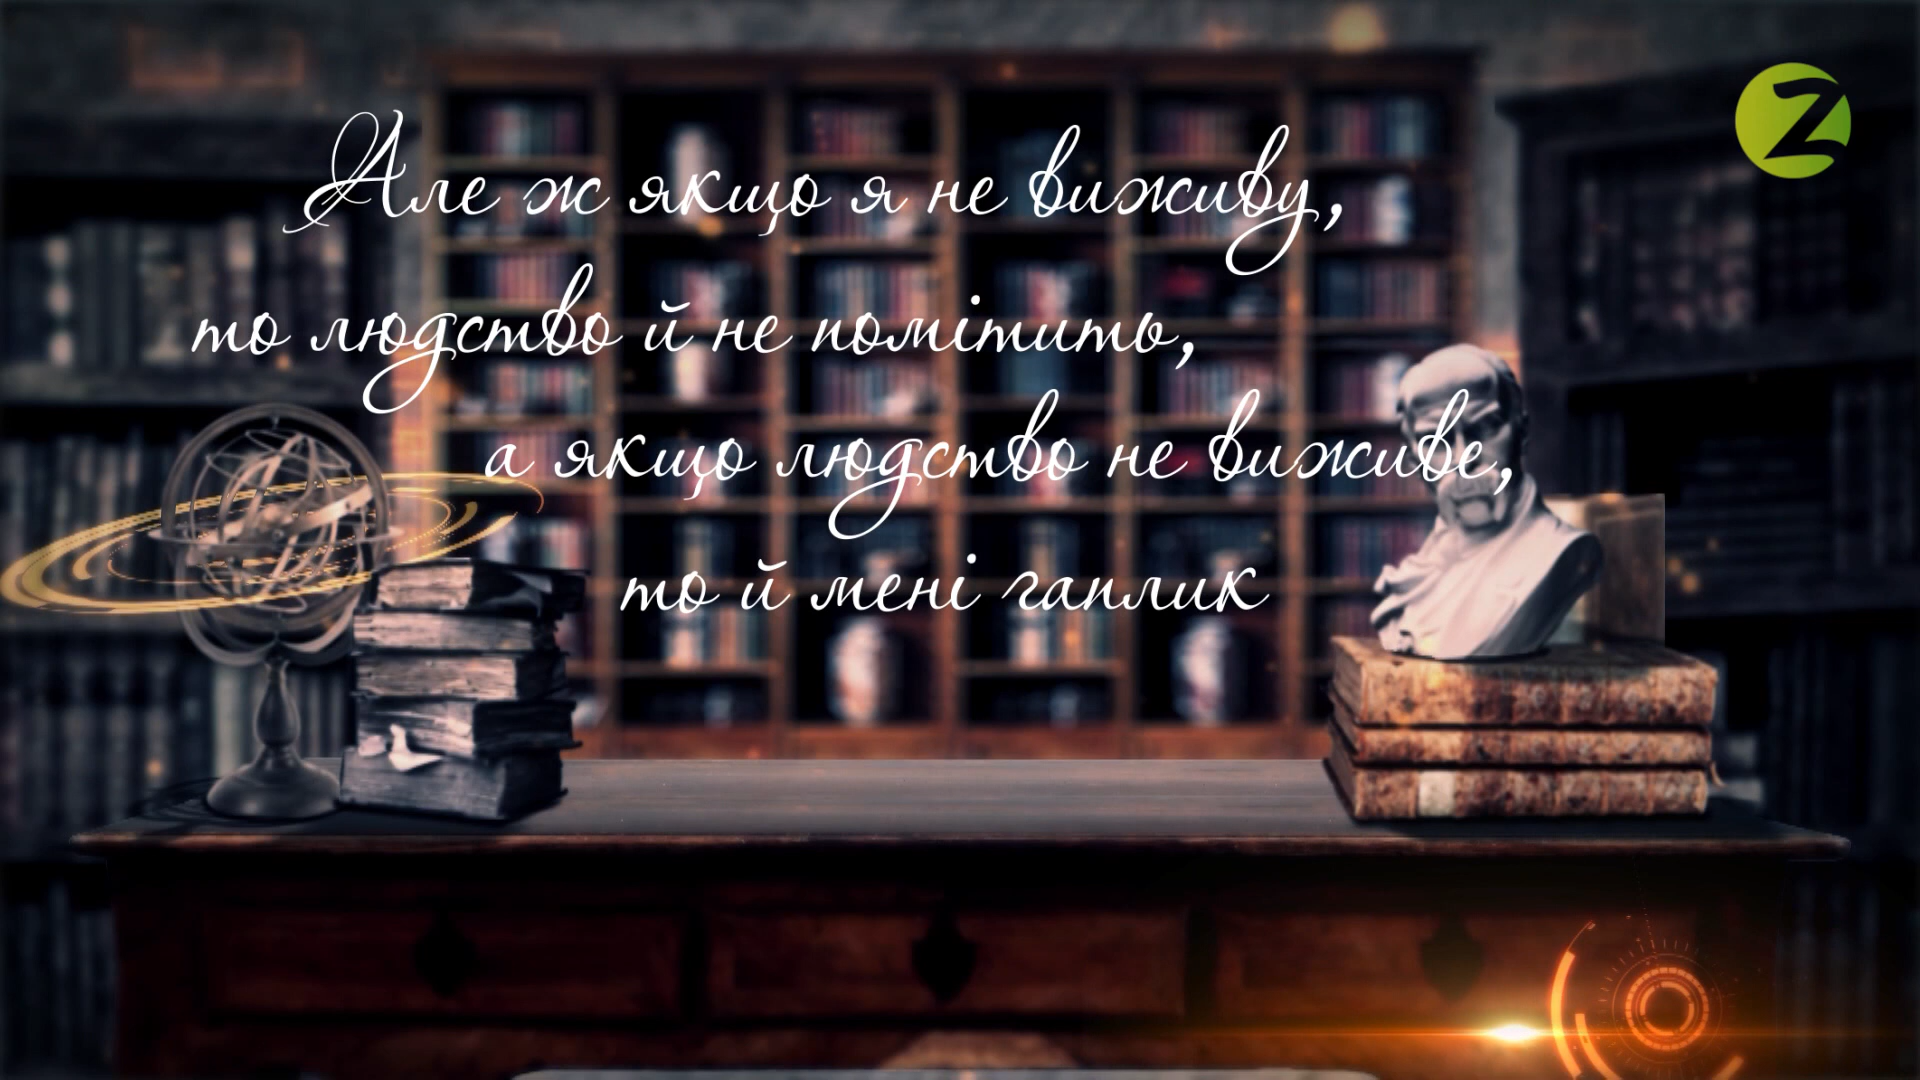 Але ж якщо я не виживу,
то людство й не помітить,
а якщо людство не виживе,
то й мені гаплик
Z